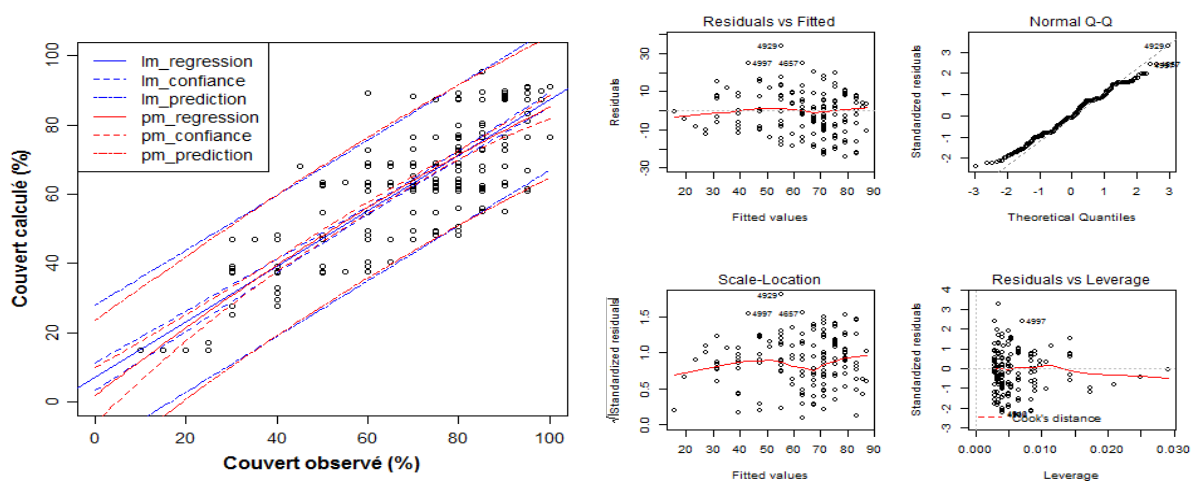 Couvert calculé (%)
100
80
60
40
20
0
lm_regression
lm_confiance
lm_prediction
pm_regression
pm_confiance
pm_prediction
0 20 40 60 80 100
Couvert observé (%)
Residuals vs Fitted
Residuals
30
10
-10
-30
4929
4997 4657
20 30 40 50 60 70 80 90
Fitted values
Normal Q-Q
Standardized residuals
3
2
1
0
-1
-2
4929
-3 -2 -1 0 1 2 3
Theoretical Quantiles
Scale-Location
√|Standardized residuals|
1.5
1.0
0.5
0.0
4929
4997 4657
20 30 40 50 60 70 80 90
Fitted values
Residuals vs Leverage
Standardized residuals
4
3
2
1
0
-1
-2
-3
4997
Cook's distance
0.000 0.010 0.020 0.030
Leverage